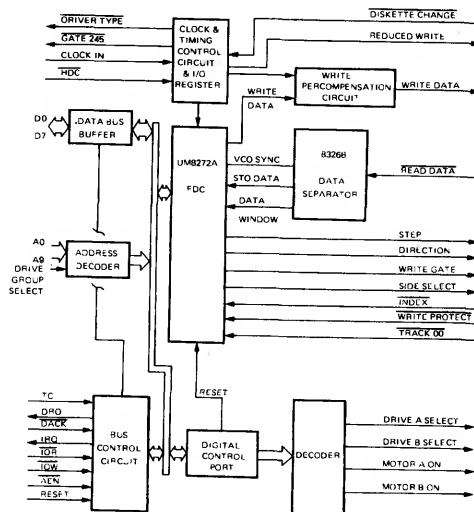 ORIVER TYPE
GATE 245
CLOCK IN
HDC
CLOCK &
TIMING
CONTROL
CIRCUIT
& I/O
REGISTER
DISKETTE CHANGE
REDUCED WRITE
WRITE
PERCOMPENSATION
CIRCUIT
WRITE DATA
WRITE
DATA
D0
D7
DATA BUS
BUFFER
UM8272A
FDC
VCO SYNC
STD DATA
DATA
WINDOW
83268
DATA
SEPARATOR
READ DATA
A0
A9
DRIVE
GROUP
SELECT
ADDRESS
DECODER
STEP
DIRECTION
WRITE GATE
SIDE SELECT
INDEX
WRITE PROTECT
TRACK 00
RESET
TC
DRQ
DACK
IRQ
IOR
IOW
AEN
RESET
BUS
CONTROL
CIRCUIT
DIGITAL
CONTROL
PORT
DECODER
DRIVE A SELECT
DRIVE B SELECT
MOTOR A ON
MOTOR B ON